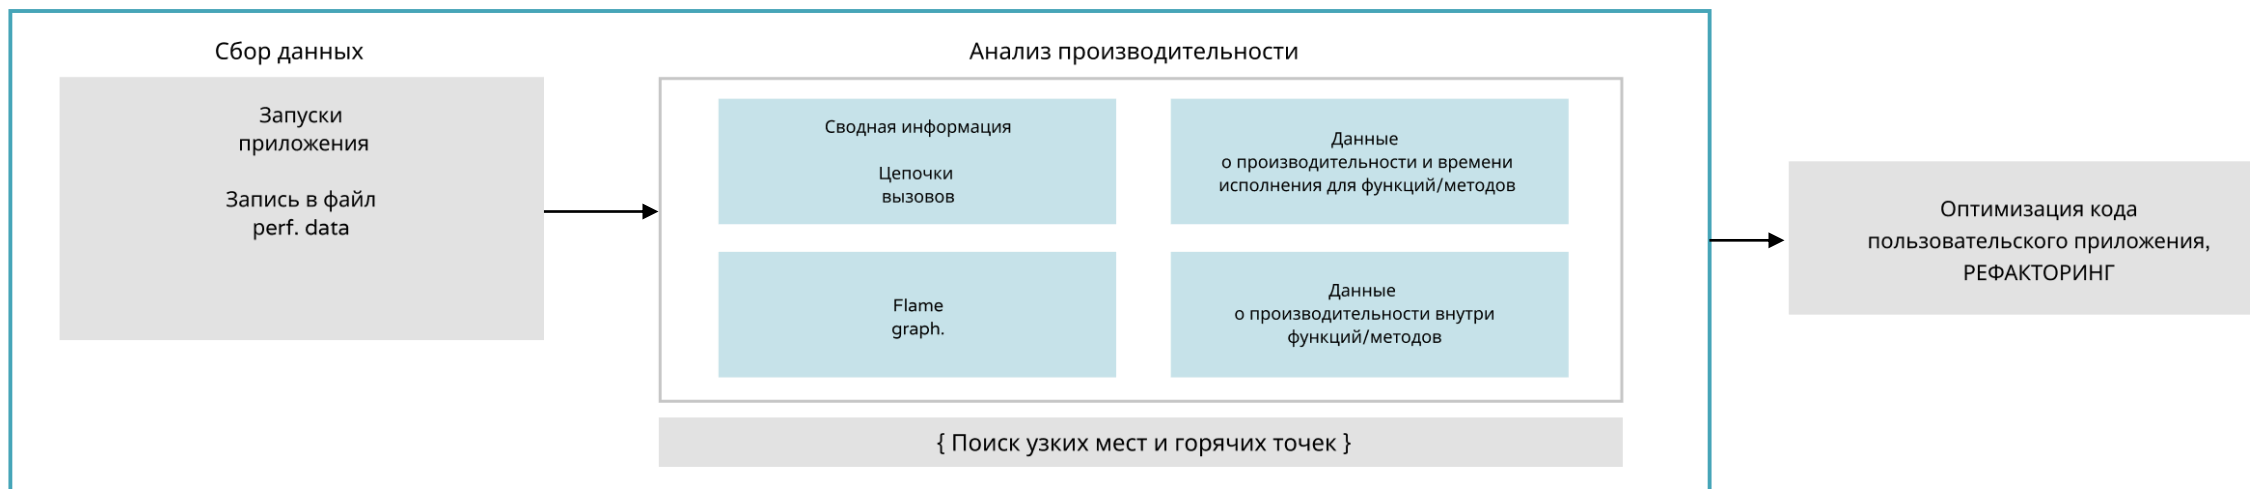 Сбор данных
Запуски
приложения
Запись в файл
perf. data
Анализ производительности
Сводная информация
Цепочки
вызовов
Данные
о производительности и времени
исполнения для функций/методов
Flame
graph.
Данные
о производительности внутри
функций/методов
{ Поиск узких мест и горячих точек }
Оптимизация кода
пользовательского приложения,
РЕФАКТОРИНГ